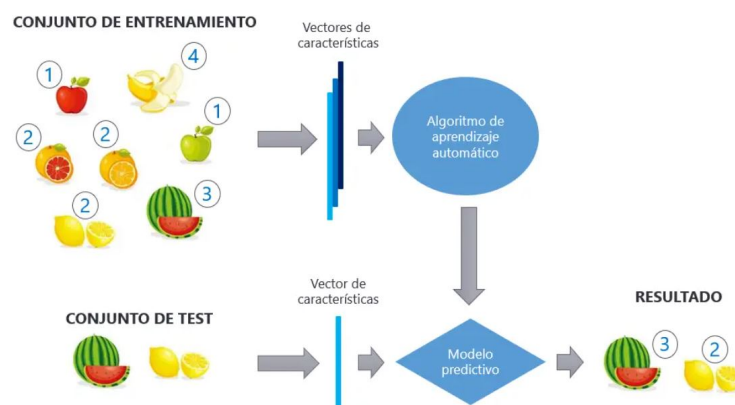 CONJUNTO DE ENTRENAMIENTO
Vectores de
características
1
4
1
2
2
2
3
Algoritmo de
aprendizaje
automático
Vector de
características
CONJUNTO DE TEST
Modelo
predictivo
RESULTADO
3
2